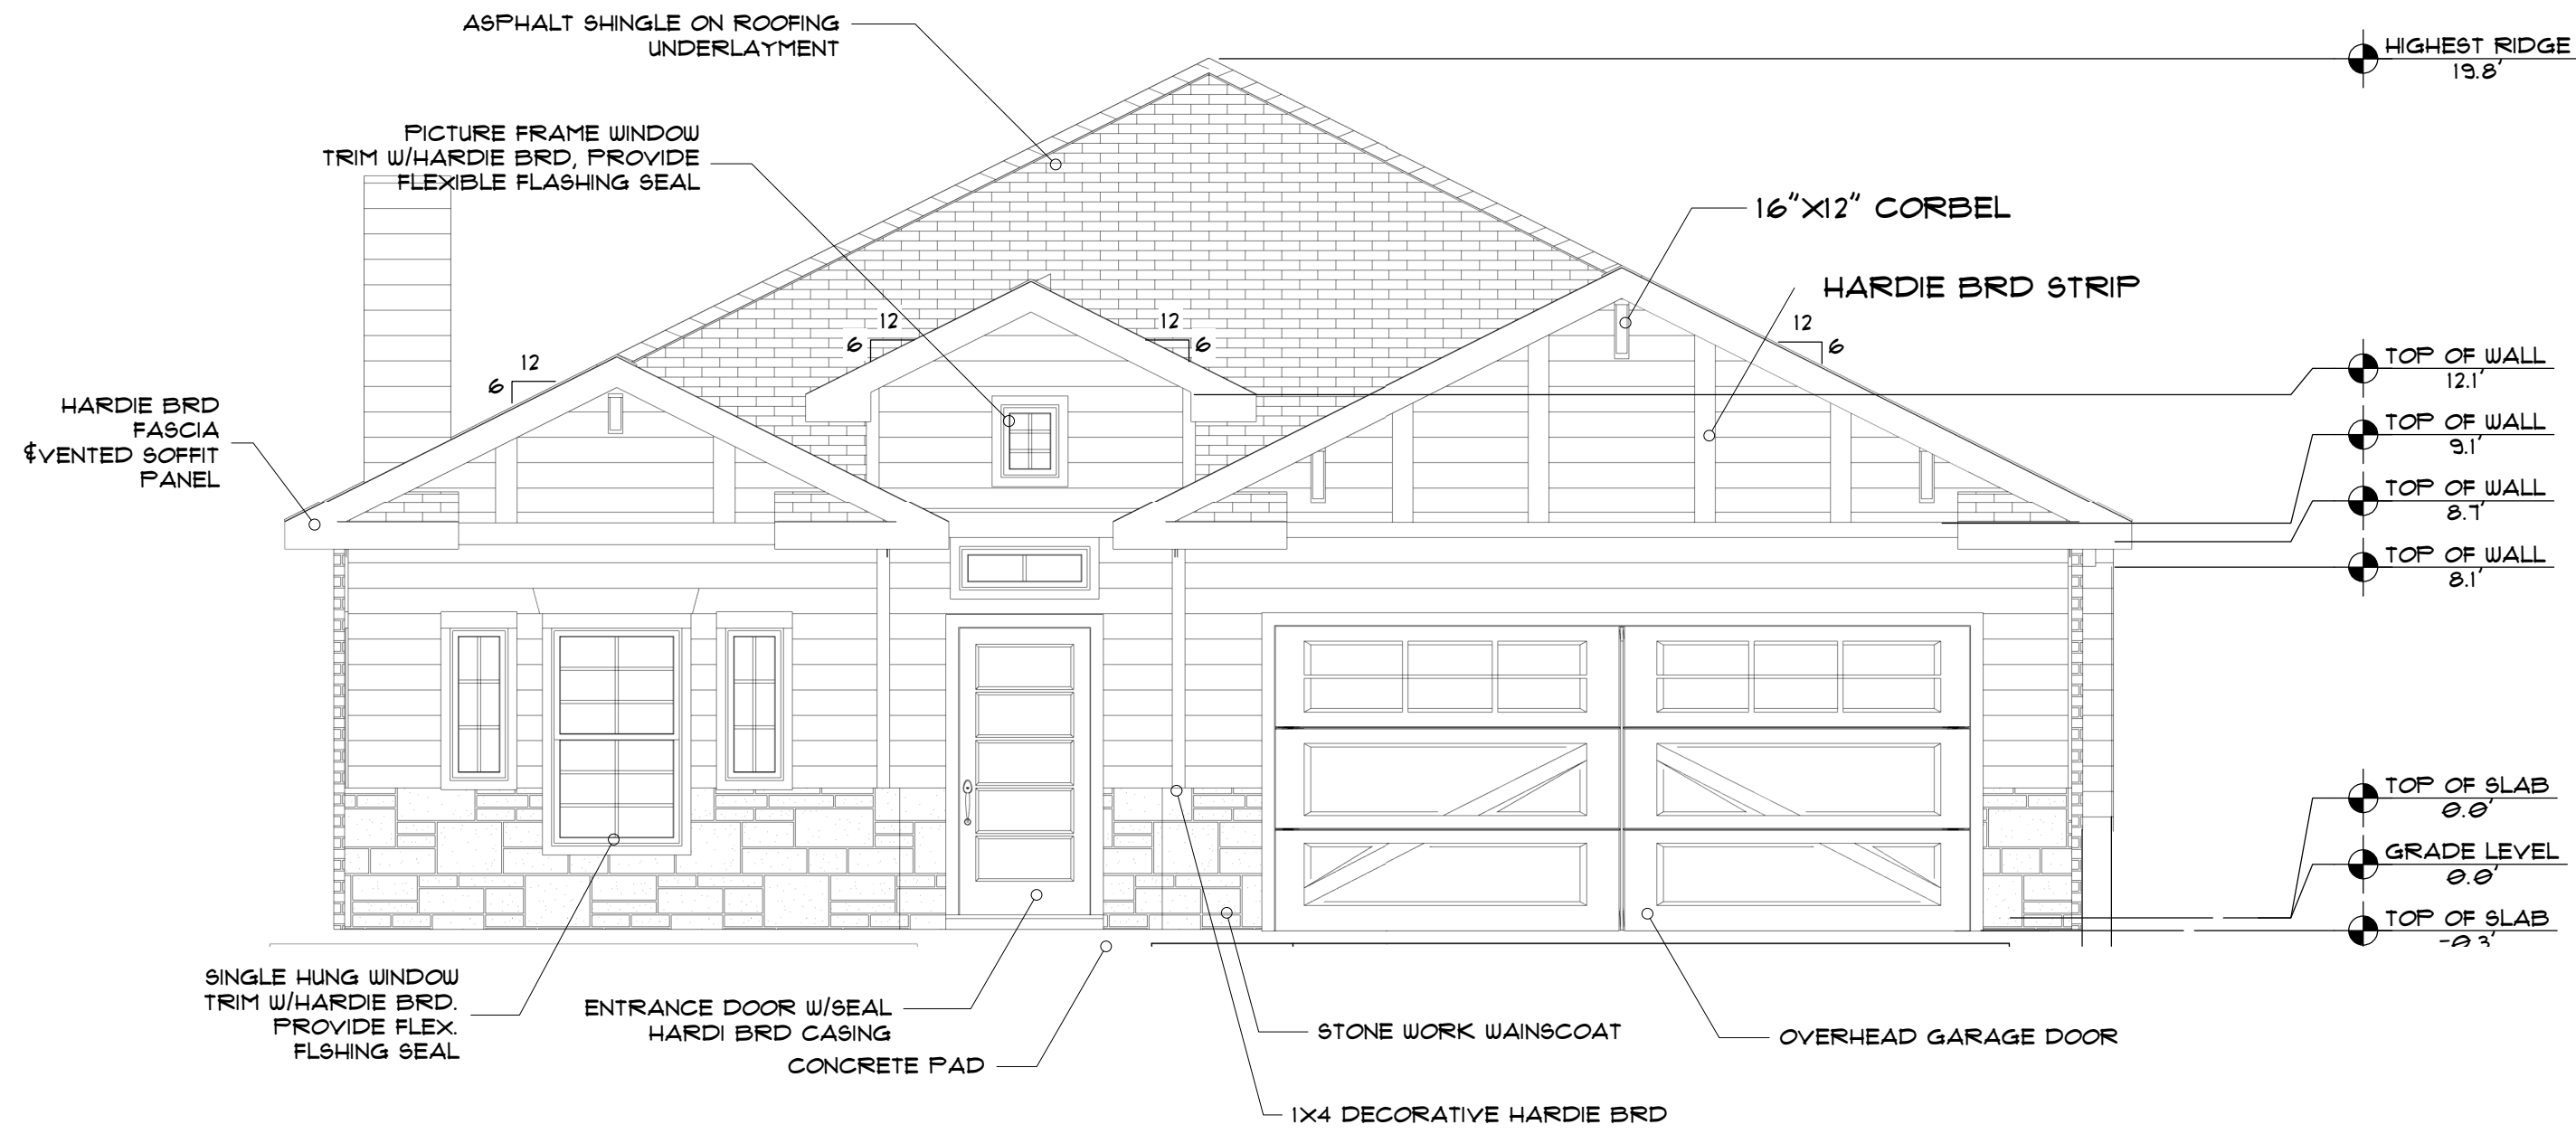 ASPHALT SHINGLE ON ROOFING
UNDERLAYMENT
HIGHEST RIDGE
19.8'
PICTURE FRAME WINDOW
TRIM W/HARDIE BRD, PROVIDE
FLEXIBLE FLASHING SEAL
16"X12" CORBEL
HARDIE BRD STRIP
12
6
12
6
12
6
12
6
TOP OF WALL
12.1'
TOP OF WALL
9.1'
TOP OF WALL
8.7'
TOP OF WALL
8.1'
HARDIE BRD
FASCIA
&VENTED SOFFIT
PANEL
TOP OF SLAB
0.0'
GRADE LEVEL
0.0'
TOP OF SLAB
-0.3'
SINGLE HUNG WINDOW
TRIM W/HARDIE BRD.
PROVIDE FLEX.
FLSHING SEAL
ENTRANCE DOOR W/SEAL
HARDI BRD CASING
CONCRETE PAD
STONE WORK WAINSCOAT
OVERHEAD GARAGE DOOR
1X4 DECORATIVE HARDIE BRD